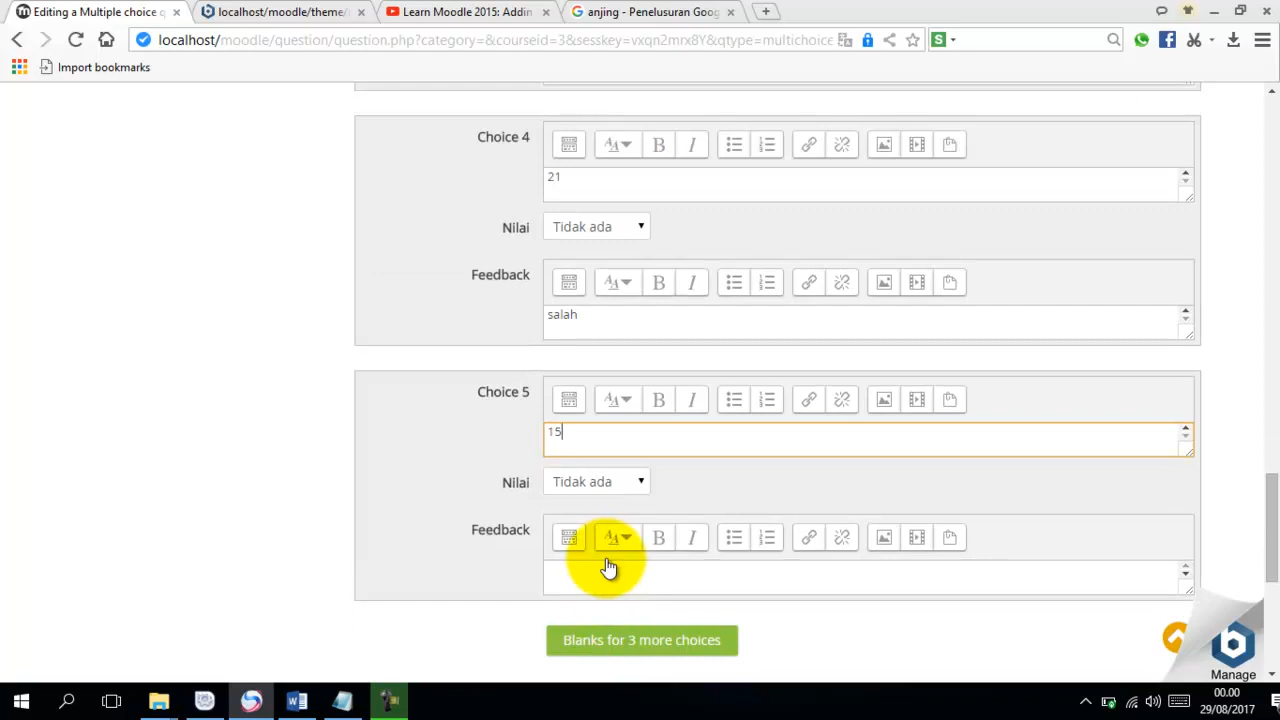 Editing a Multiple choice q
localhost/moodle/theme/
Learn Moodle 2015: Addin
anjing - Penelusuran Goog
localhost/moodle/question/question.php?category=&courseid=3&sesskey=vxqn2mrx8Y&qtype=multichoice
S
Import bookmarks
Choice 4
B I
21
Nilai
Tidak ada
Feedback
B I
salah
Choice 5
B I
15
Nilai
Tidak ada
Feedback
B I
Blanks for 3 more choices
Manage
00.00
29/08/2017